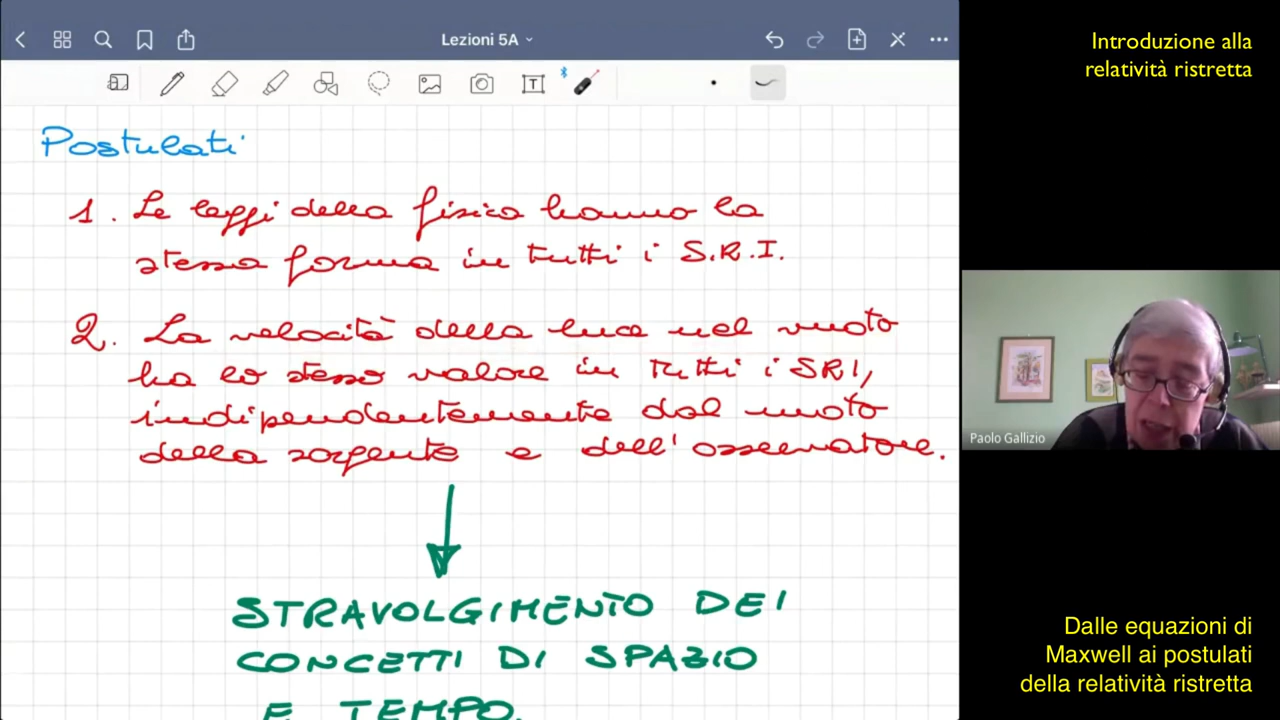 Lezioni 5A
T
Postulati
1. Le leggi della fisica hanno la
stessa forma in tutti i S.R.I.
2. La velocità della luce nel vuoto
ha lo stesso valore in tutti i SRI,
indipendentemente dal moto
della sorgente e dell'osservatore.
STRAVOLGIMENTO DEI
CONCETTI DI SPAZIO
E TEMPO.
Introduzione alla
relatività ristretta
Paolo Gallizio
Dalle equazioni di
Maxwell ai postulati
della relatività ristretta